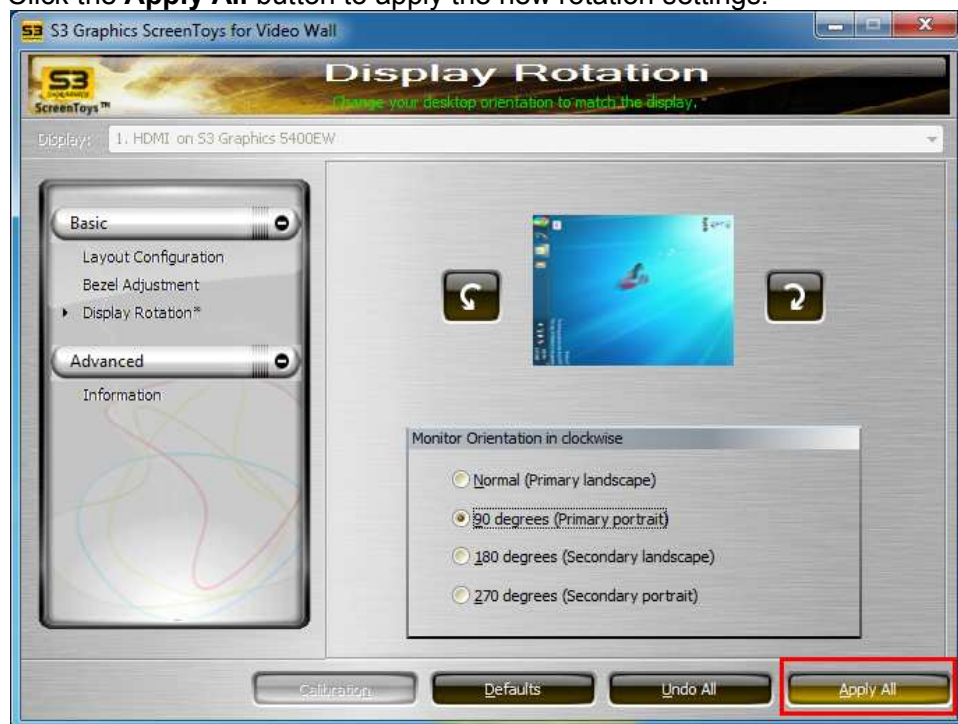 Click the Apply All button to apply the new rotation settings.
S3 S3 Graphics ScreenToys for Video Wall
S3
GRAPHICS
ScreenToys™
Display Rotation
Change your desktop orientation to match the display.
Display: 1. HDMI on S3 Graphics 5400EW
Basic
Layout Configuration
Bezel Adjustment
Display Rotation*
Advanced
Information
Monitor Orientation in clockwise
Normal (Primary landscape)
90 degrees (Primary portrait)
180 degrees (Secondary landscape)
270 degrees (Secondary portrait)
Calibration Defaults Undo All Apply All